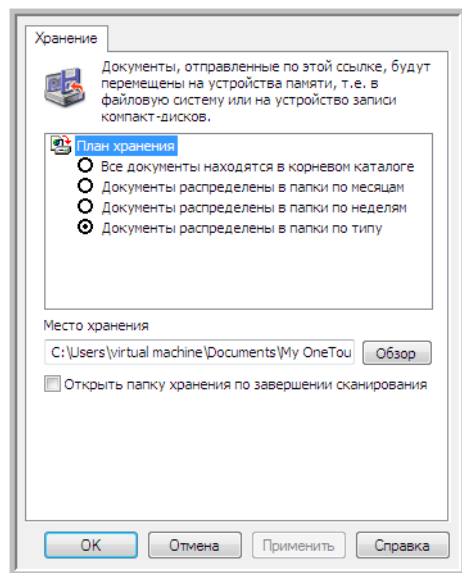 Хранение
Документы, отправленные по этой ссылке, будут
перемещены на устройства памяти, т.е. в
файловую систему или на устройство записи
компакт-дисков.
План хранения
Все документы находятся в корневом каталоге
Документы распределены в папки по месяцам
Документы распределены в папки по неделям
Документы распределены в папки по типу
Место хранения
C:\Users\virtual machine\Documents\My OneTou
Обзор
Открыть папку хранения по завершении сканирования
OK
Отмена
Применить
Справка